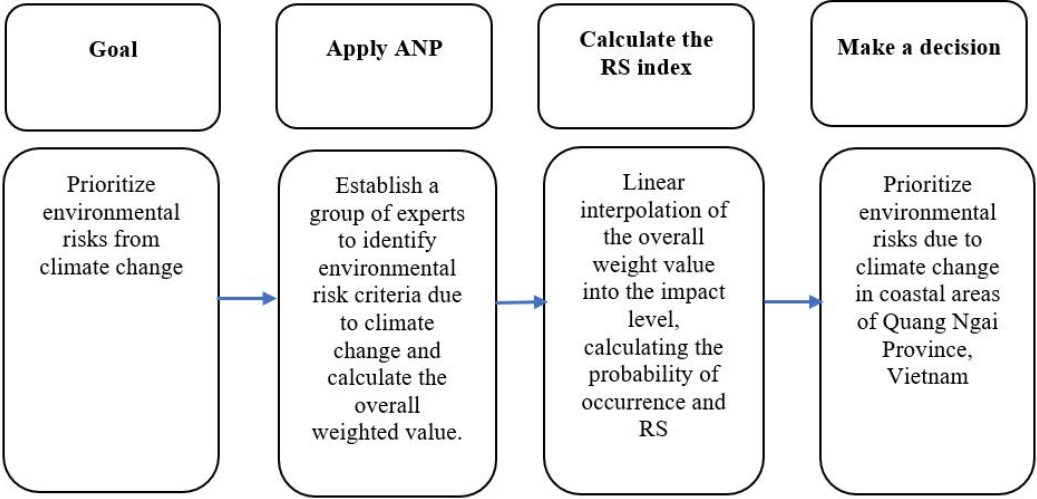 Goal
Apply ANP
Calculate the
RS index
Make a decision
Prioritize
environmental
risks from
climate change
Establish a
group of experts
to identify
environmental
risk criteria due
to climate
change and
calculate the
overall
weighted value.
Linear
interpolation of
the overall
weight value
into the impact
level,
calculating the
probability of
occurrence and
RS
Prioritize
environmental
risks due to
climate change
in coastal areas
of Quang Ngai
Province,
Vietnam